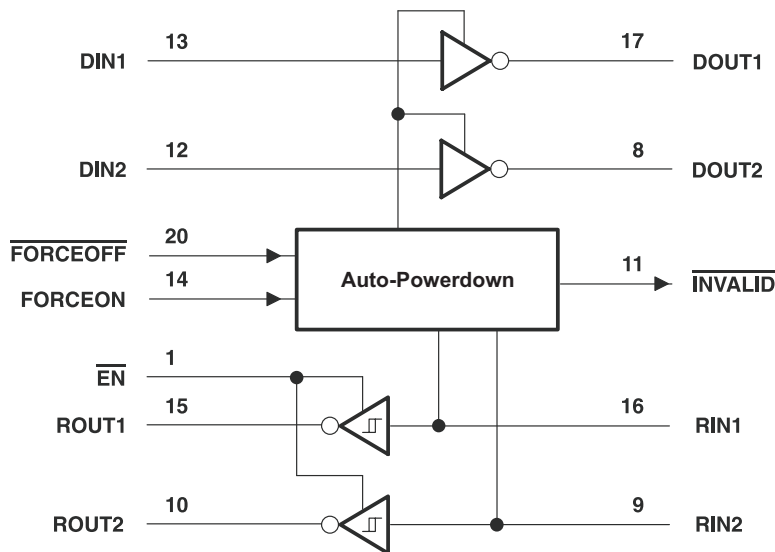 DIN1 13 17 DOUT1
DIN2 12 8 DOUT2
FORCEOFF 20
Auto-Powerdown
11 INVALID
FORCEON 14
EN 1
ROUT1 15 16 RIN1
ROUT2 10 9 RIN2